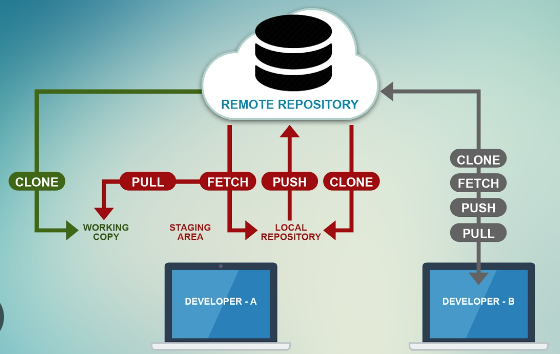 REMOTE REPOSITORY
CLONE
PULL
FETCH
PUSH
CLONE
WORKING
COPY
STAGING
AREA
LOCAL
REPOSITORY
CLONE
FETCH
PUSH
PULL
DEVELOPER - A
DEVELOPER - B